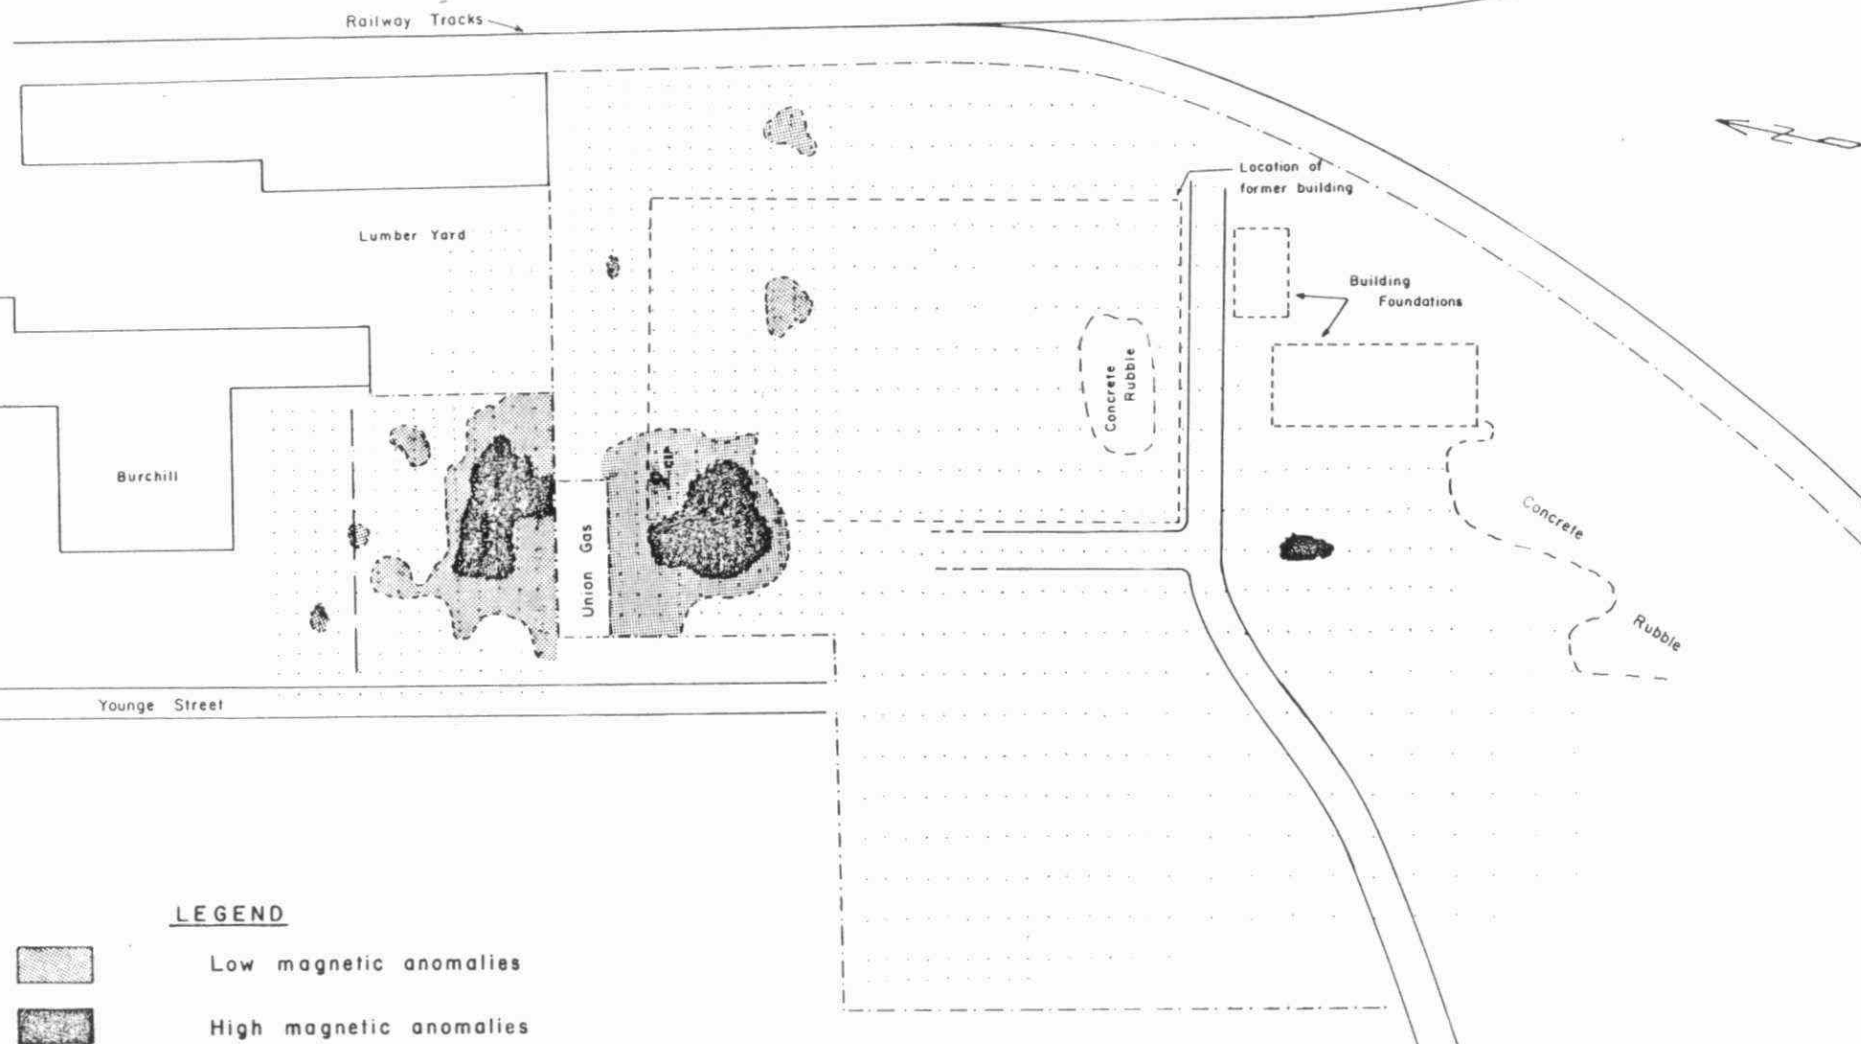 Railway Tracks
N
Location of
former building
Lumber Yard
Building
Foundations
Concrete
Rubble
Burchill
Union Gas
Concrete
Rubble
Younge Street
LEGEND
Low magnetic anomalies
High magnetic anomalies